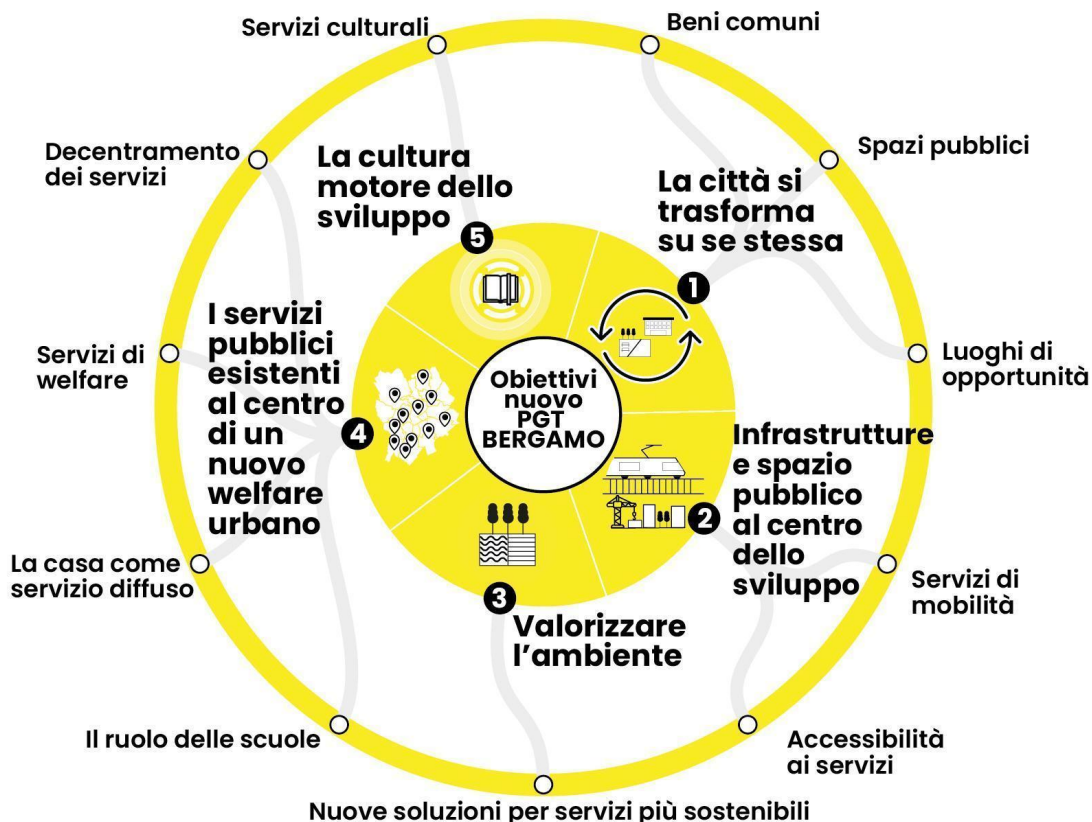 Servizi culturali
Beni comuni
Decentramento
dei servizi
Spazi pubblici
La cultura
motore dello
sviluppo
5
La città si
trasforma
su se stessa
1
I servizi
pubblici
esistenti
al centro
di un
nuovo
welfare
urbano
4
Servizi di
welfare
Luoghi di
opportunità
Obiettivi
nuovo
PGT
BERGAMO
Infrastrutture
e spazio
pubblico
al centro
dello
sviluppo
2
La casa come
servizio diffuso
Servizi di
mobilità
3
Valorizzare
l’ambiente
Il ruolo delle scuole
Accessibilità
ai servizi
Nuove soluzioni per servizi più sostenibili